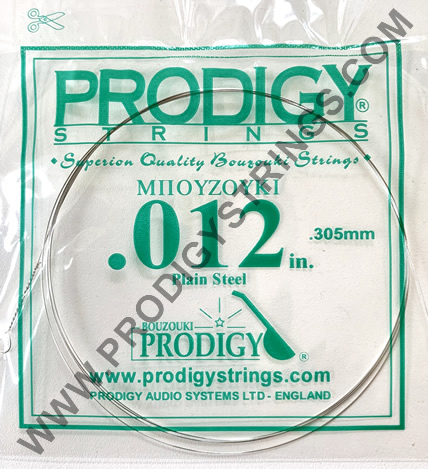 PRODIGY®
STRINGS
• Superion Quality Bouzouki Strings •
ΜΠΟΥΖΟΥΚΙ
.012 in.
.305mm
Plain Steel
BOUZOUKI
PRODIGY®
www.prodigystrings.com
PRODIGY AUDIO SYSTEMS LTD - ENGLAND
WWW.PRODIGYSTRINGS.COM